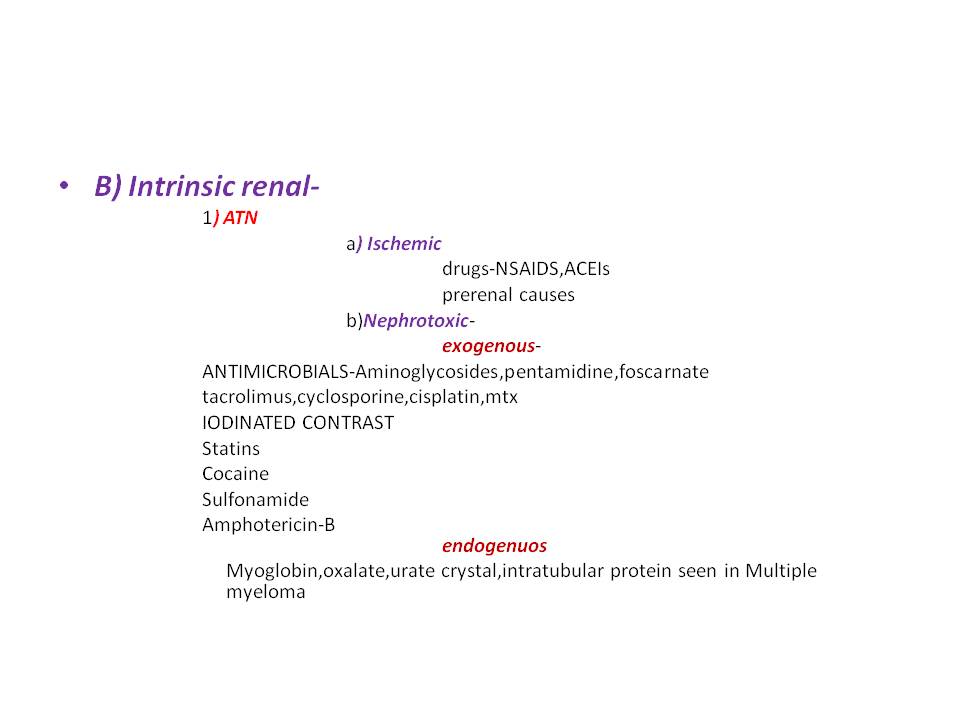 • B) Intrinsic renal-
1) ATN
a) Ischemic
drugs-NSAIDS,ACEIs
prerenal causes
b)Nephrotoxic-
exogenous-
ANTIMICROBIALS-Aminoglycosides,pentamidine,foscarnate
tacrolimus,cyclosporine,cisplatin,mtx
IODINATED CONTRAST
Statins
Cocaine
Sulfonamide
Amphotericin-B
endogenuos
Myoglobin,oxalate,urate crystal,intratubular protein seen in Multiple
myeloma